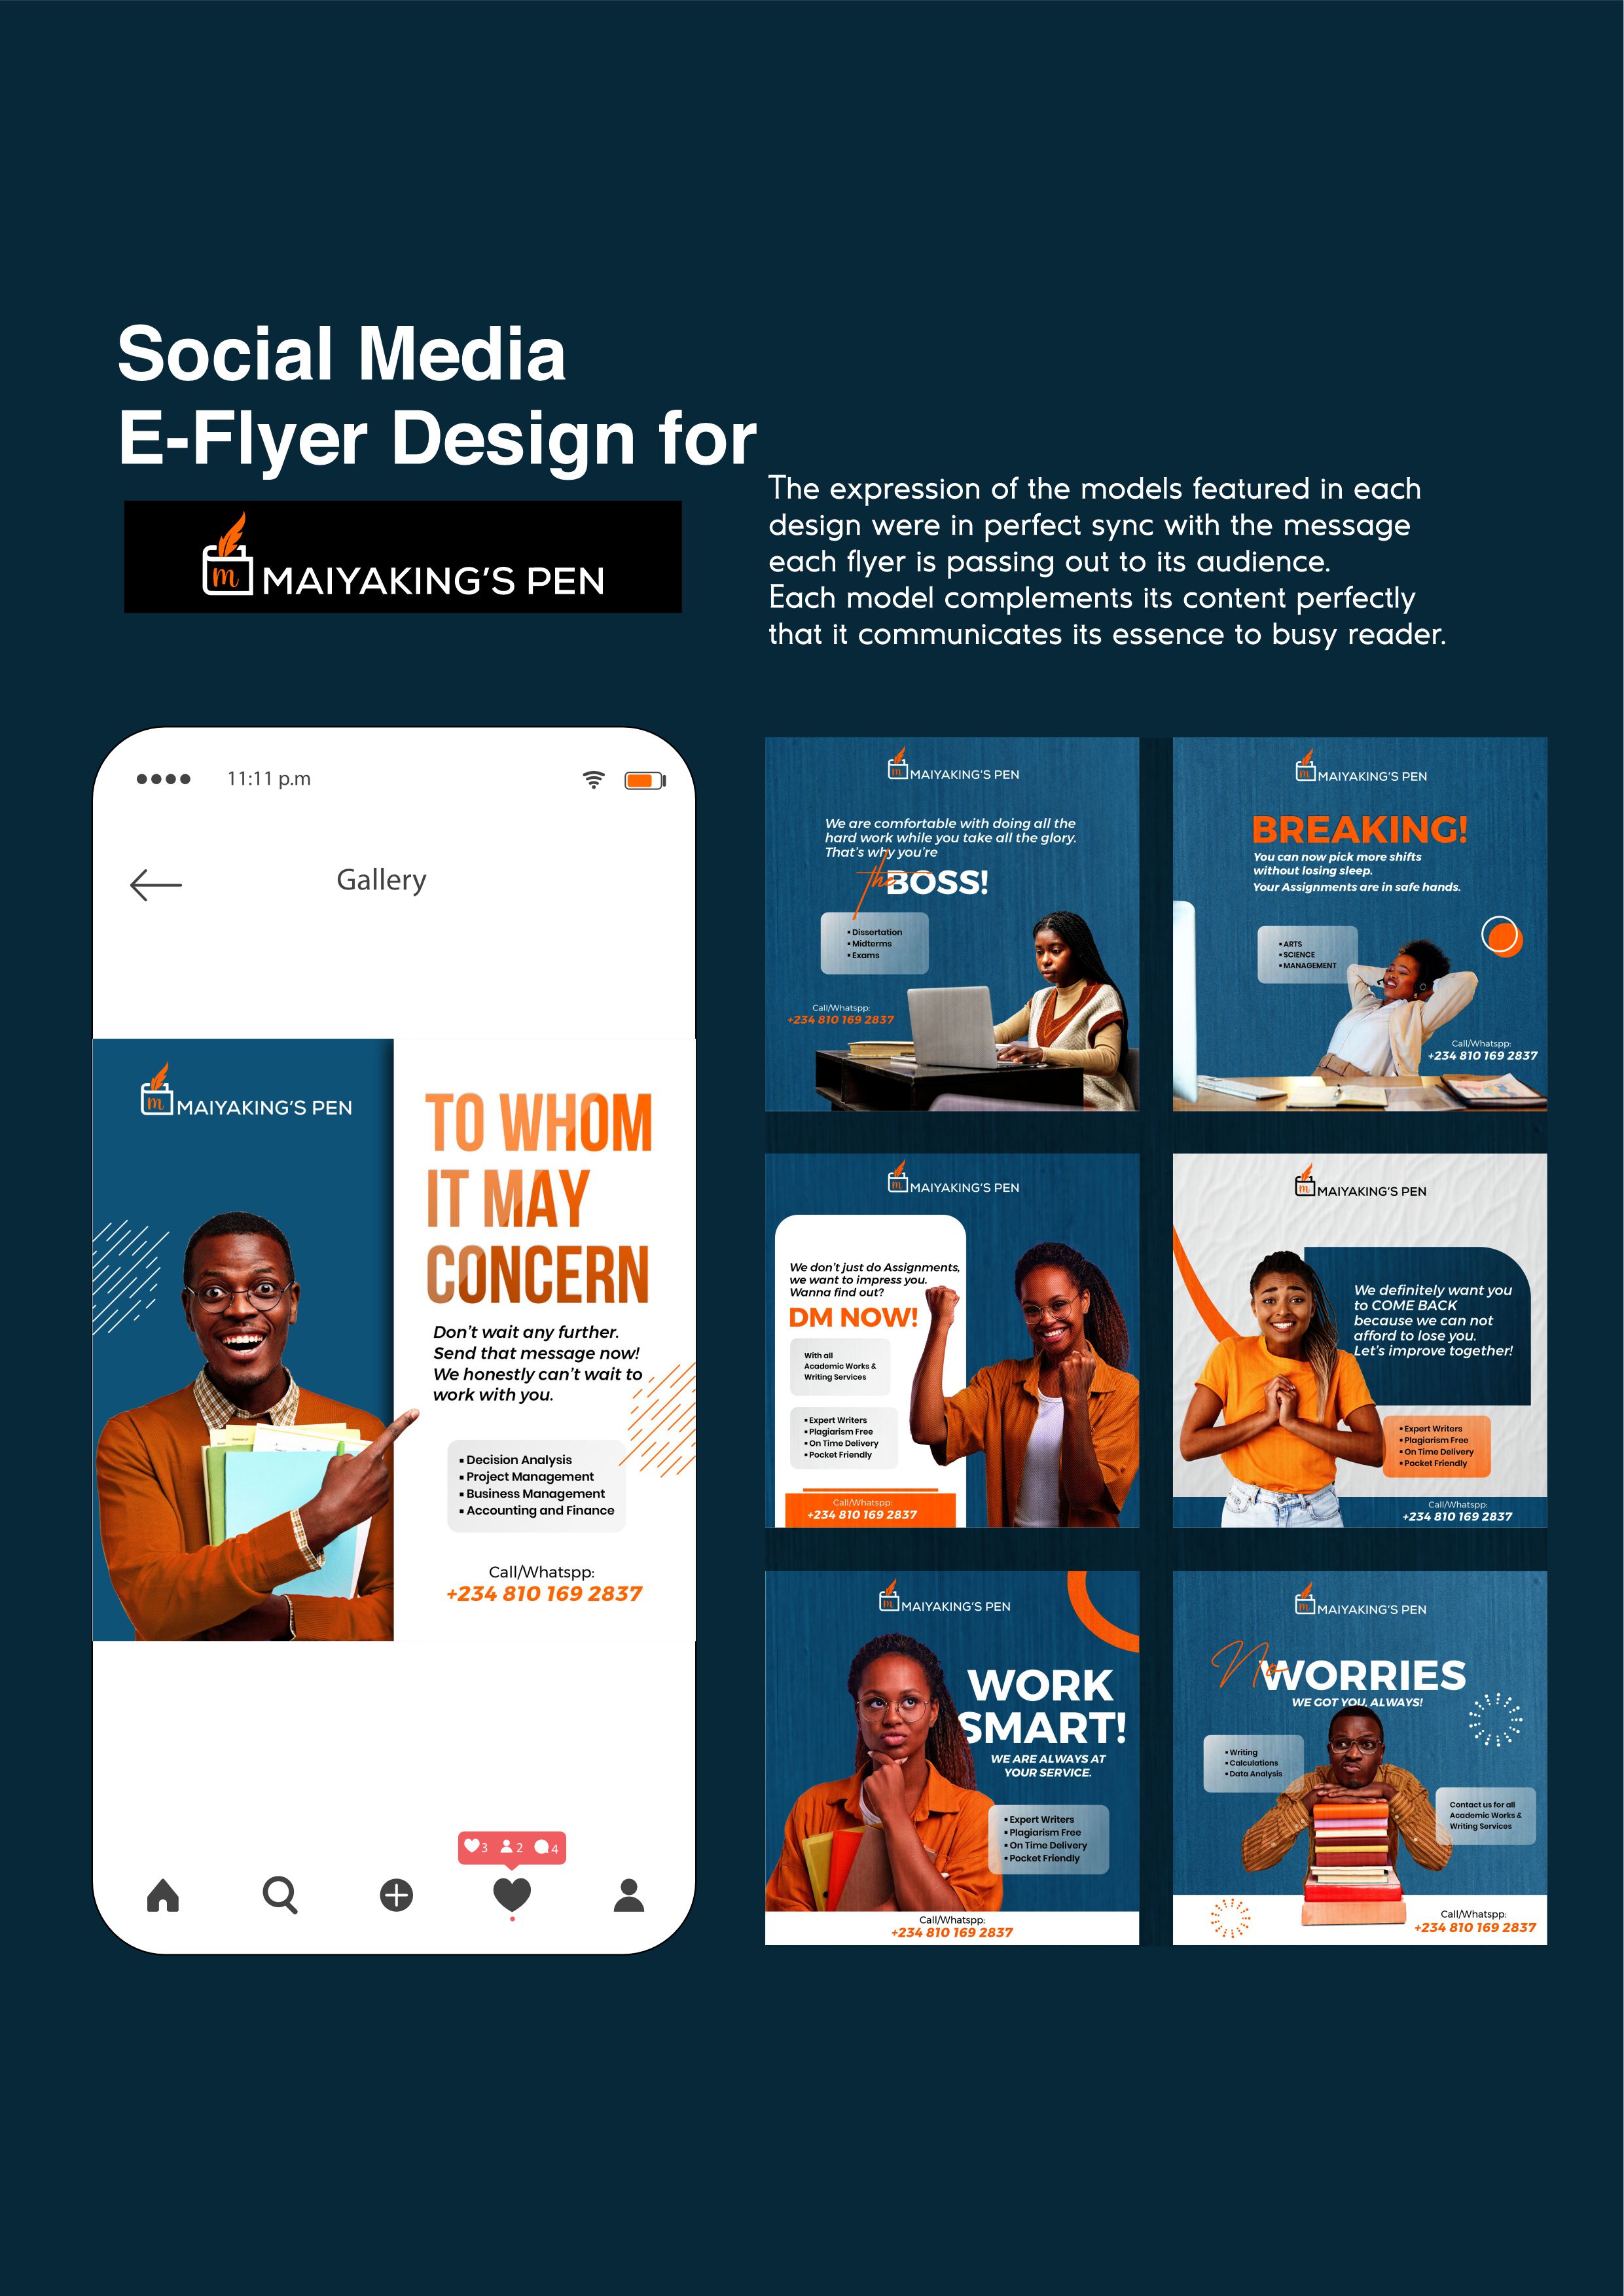 Social Media
E-Flyer Design for
m
MAIYAKING'S PEN
The expression of the models featured in each
design were in perfect sync with the message
each flyer is passing out to its audience.
Each model complements its content perfectly
that it communicates its essence to busy reader.
11:11 p.m
Gallery
m
MAIYAKING'S PEN
TO WHOM
IT MAY
CONCERN
Don't wait any further.
Send that message now!
We honestly can't wait to
work with you.
▪ Decision Analysis
▪ Project Management
▪ Business Management
▪ Accounting and Finance
Call/Whatspp:
+234 810 169 2837
3 2 4
m
MAIYAKING'S PEN
We are comfortable with doing all the
hard work while you take all the glory.
That's why you're
the BOSS!
▪ Dissertation
▪ Midterms
▪ Exams
Call/Whatspp:
+234 810 169 2837
m
MAIYAKING'S PEN
BREAKING!
You can now pick more shifts
without losing sleep.
Your Assignments are in safe hands.
▪ ARTS
▪ SCIENCE
▪ MANAGEMENT
Call/Whatspp:
+234 810 169 2837
m
MAIYAKING'S PEN
We don't just do Assignments,
we want to impress you.
Wanna find out?
DM NOW!
With all
Academic Works &
Writing Services
▪ Expert Writers
▪ Plagiarism Free
▪ On Time Delivery
▪ Pocket Friendly
Call/Whatspp:
+234 810 169 2837
m
MAIYAKING'S PEN
We definitely want you
to COME BACK
because we can not
afford to lose you.
Let's improve together!
▪ Expert Writers
▪ Plagiarism Free
▪ On Time Delivery
▪ Pocket Friendly
Call/Whatspp:
+234 810 169 2837
m
MAIYAKING'S PEN
WORK
SMART!
WE ARE ALWAYS AT
YOUR SERVICE.
▪ Expert Writers
▪ Plagiarism Free
▪ On Time Delivery
▪ Pocket Friendly
Call/Whatspp:
+234 810 169 2837
m
MAIYAKING'S PEN
No WORRIES
WE GOT YOU, ALWAYS!
▪ Writing
▪ Calculations
▪ Data Analysis
Contact us for all
Academic Works &
Writing Services
Call/Whatspp:
+234 810 169 2837